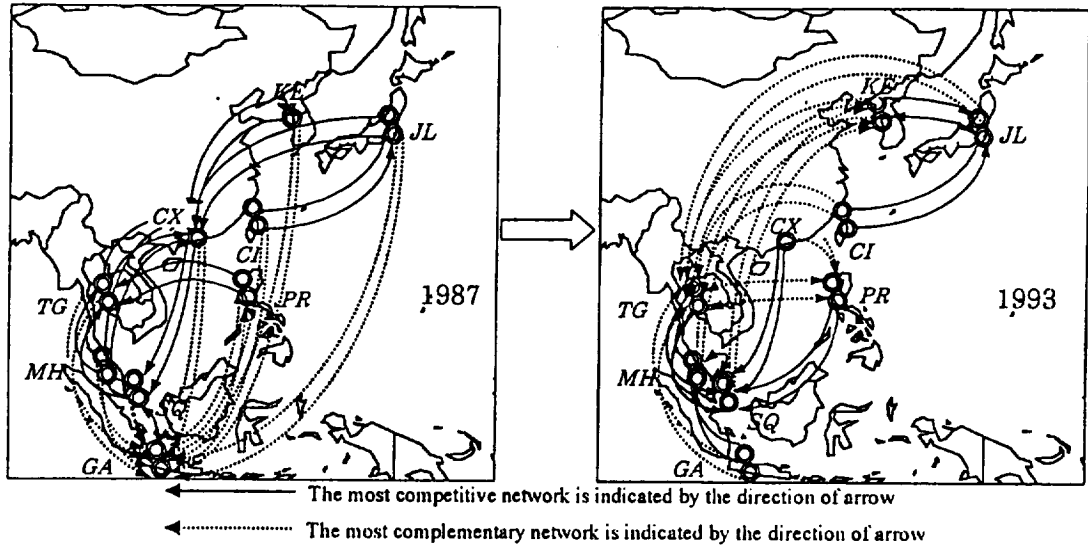 KE
JL
CX
CI
TG
PR
1987
MH
GA
KE
JL
CX
CI
TG
PR
1993
MH
SQ
GA
The most competitive network is indicated by the direction of arrow
The most complementary network is indicated by the direction of arrow